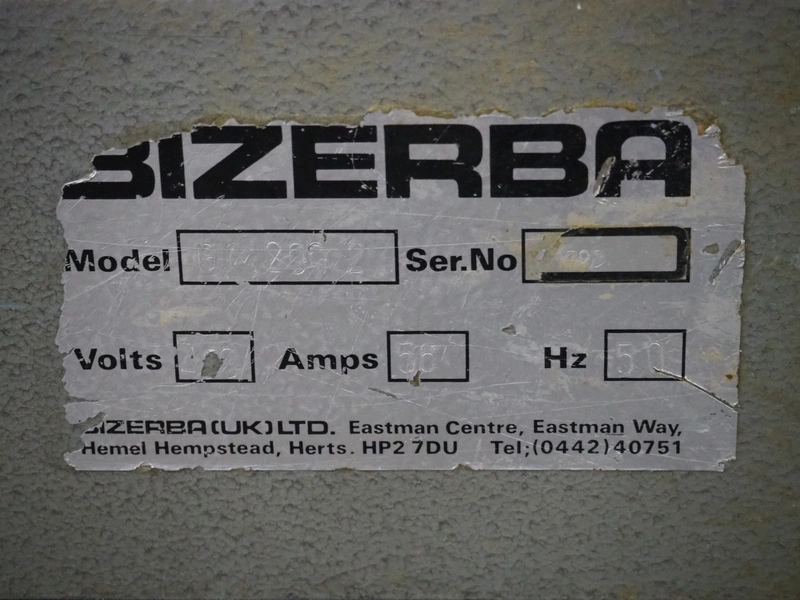 BIZERBA
Model Ser.No
Volts Amps Hz 50
BIZERBA (UK) LTD. Eastman Centre, Eastman Way,
Hemel Hempstead, Herts. HP2 7DU Tel;(0442)40751